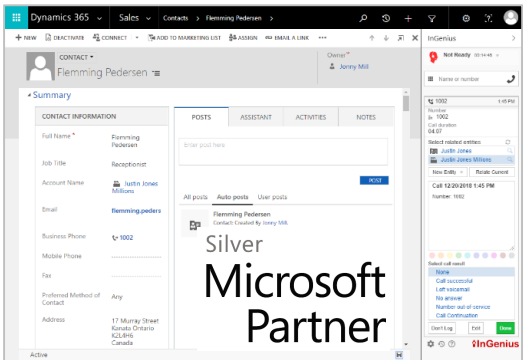 Dynamics 365
Sales
Contacts > Flemming Pedersen >
InGenius
+ NEW
DEACTIVATE
CONNECT
ADD TO MARKETING LIST
ASSIGN
EMAIL A LINK
...
Not Ready
CONTACT
Flemming Pedersen
Owner*
Jonny Mill
Name or number
Summary
1002
1:45 PM
Number
1002
Call duration
04:07
CONTACT INFORMATION
POSTS
ASSISTANT
ACTIVITIES
NOTES
Full Name *
Flemming
Pedersen
Job Title
Receptionist
Account Name
Justin Jones
Millions
Email
flemming.peders
Business Phone
1002
Mobile Phone
Fax
Preferred Method of
Contact
Any
Address
17 Murray Street
Kanata Ontario
K2L4H6
Canada
Enter post here
POST
All posts
Auto posts
User posts
Flemming Pedersen
Contact: Created By Jonny Mill.
Silver
Microsoft
Partner
Select related entities
Justin Jones
Justin Jones Millions
New Entity
Relate Current
Call 12/20/2018 1:45 PM
Number: 1002
Select call result
None
Call successful
Left voicemail
No answer
Number out of service
Call Continuation
Don't Log
Edit
Done
InGenius
Active